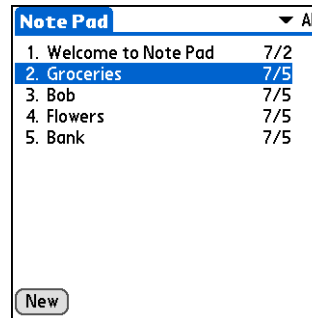 Note Pad
1. Welcome to Note Pad 7/2
2. Groceries 7/5
3. Bob 7/5
4. Flowers 7/5
5. Bank 7/5
New